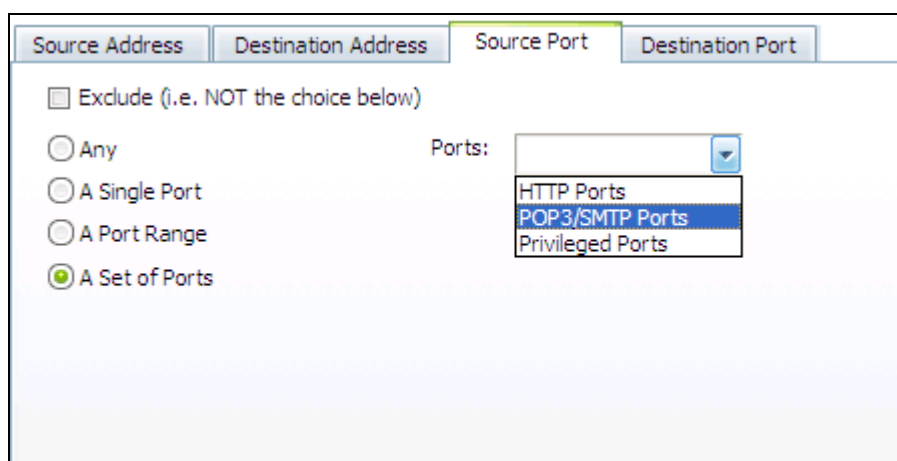 Source Address Destination Address Source Port Destination Port
Exclude (i.e. NOT the choice below)
Any Ports:
A Single Port HTTP Ports
POP3/SMTP Ports
A Port Range Privileged Ports
A Set of Ports